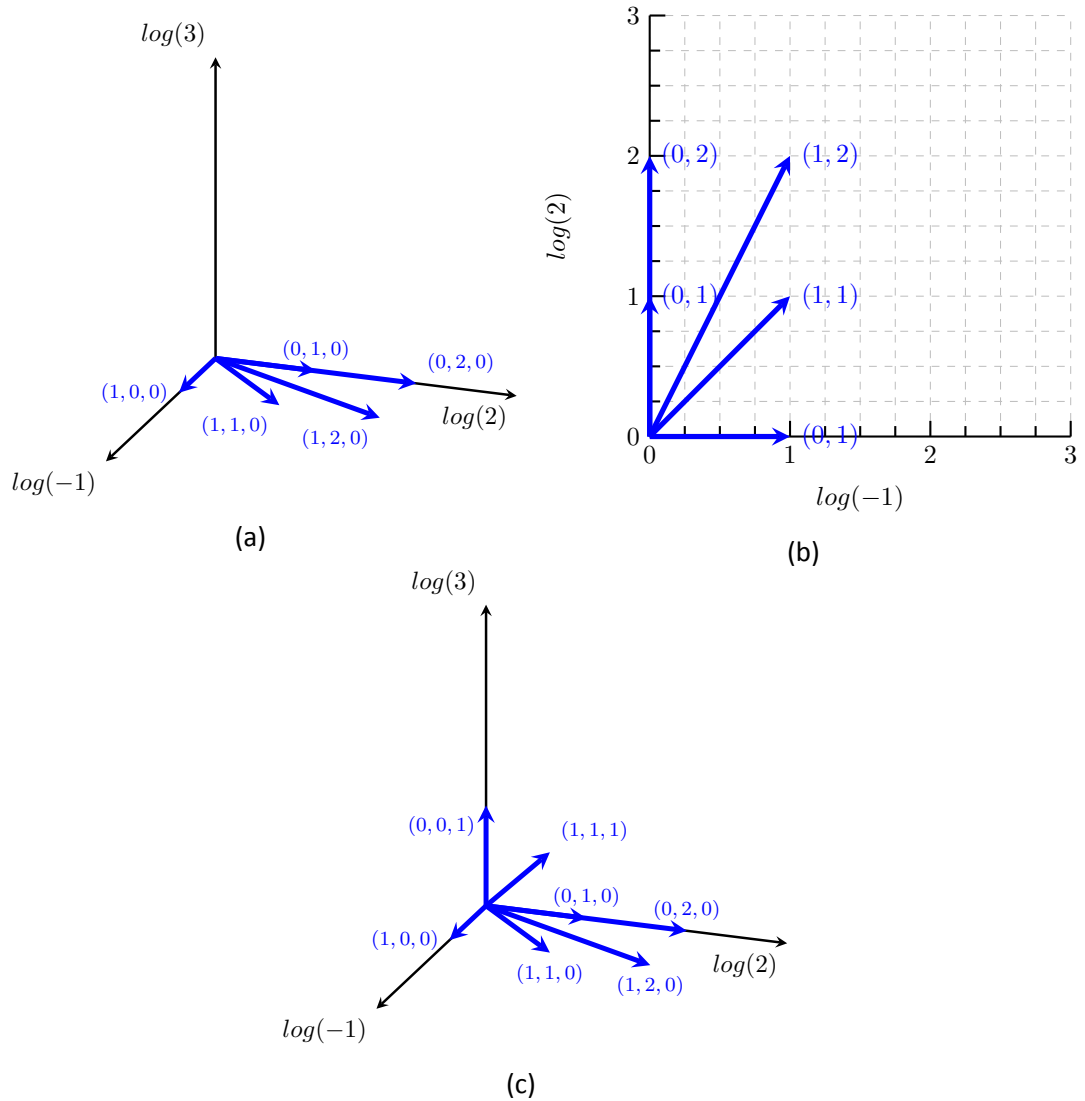 log(3)
(0, 1, 0)
(0, 2, 0)
(1, 0, 0)
(1, 1, 0)
(1, 2, 0)
log(2)
log(−1)
(a)
3
2
1
0
log(2)
(0, 2)
(1, 2)
(0, 1)
(1, 1)
(0, 1)
0
1
2
3
log(−1)
(b)
log(3)
(0, 0, 1)
(1, 1, 1)
(0, 1, 0)
(0, 2, 0)
(1, 0, 0)
(1, 1, 0)
(1, 2, 0)
log(2)
log(−1)
(c)